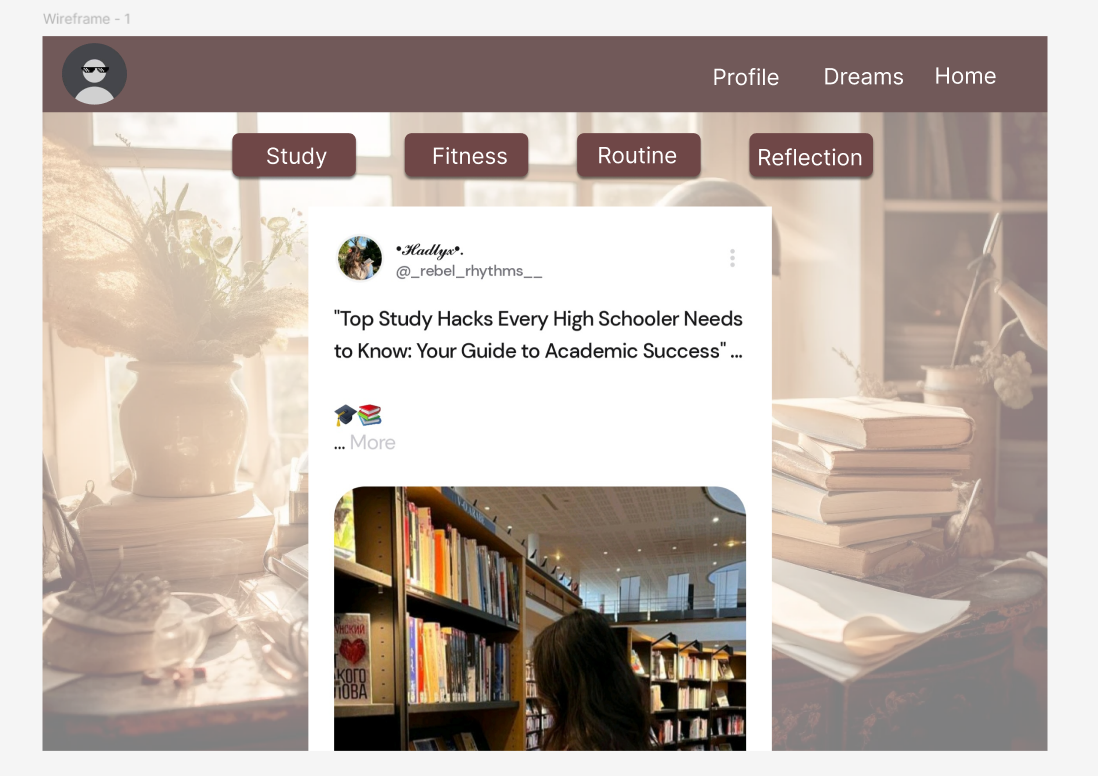 Wireframe - 1
Profile Dreams Home
Study Fitness Routine Reflection
•𝓗𝓪𝓭𝓵𝔂𝔁•.
@_rebel_rhythms__
"Top Study Hacks Every High Schooler Needs
to Know: Your Guide to Academic Success" ...
🎓📚
... More